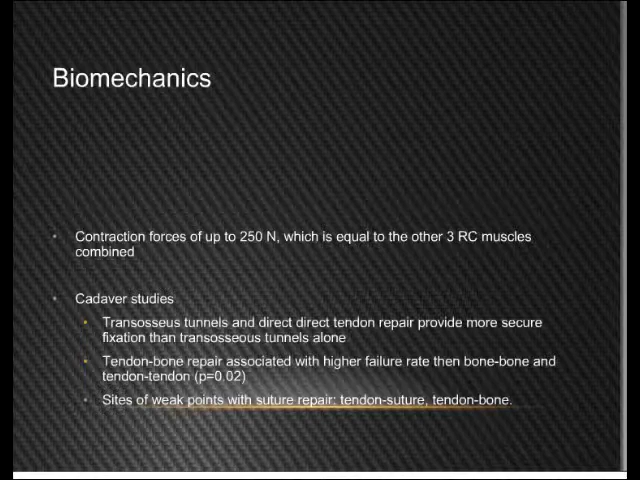 Biomechanics
• Contraction forces of up to 250 N, which is equal to the other 3 RC muscles
combined
• Cadaver studies
• Transosseus tunnels and direct direct tendon repair provide more secure
fixation than transosseous tunnels alone
• Tendon-bone repair associated with higher failure rate then bone-bone and
tendon-tendon (p=0.02)
• Sites of weak points with suture repair: tendon-suture, tendon-bone.